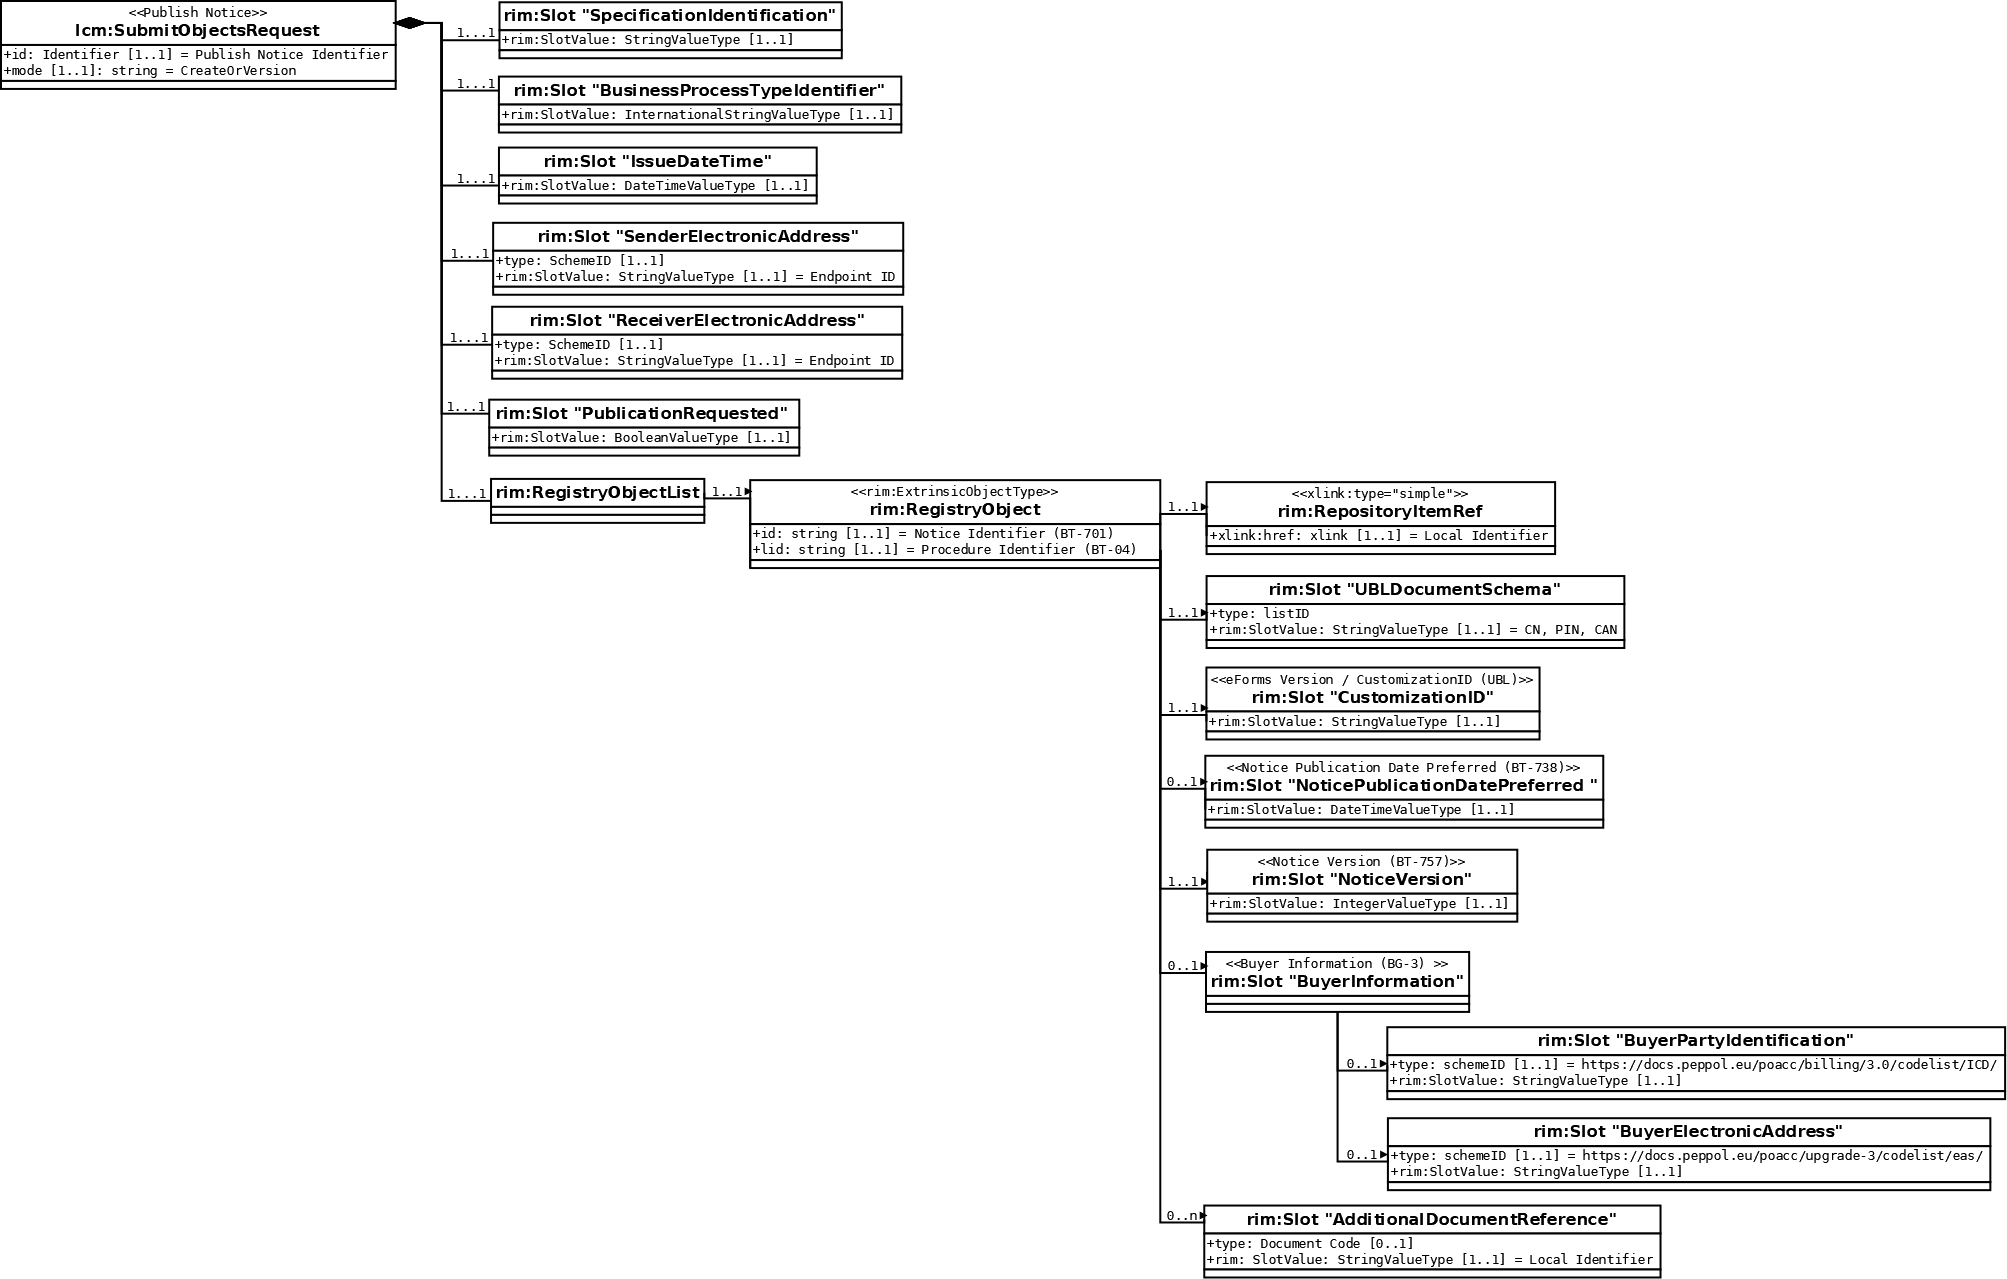 <<Publish Notice>>
lcm:SubmitObjectsRequest
+id: Identifier [1..1] = Publish Notice Identifier
+mode [1..1]: string = CreateOrVersion
1...1
rim:Slot "SpecificationIdentification"
+rim:SlotValue: StringValueType [1..1]
1...1
rim:Slot "BusinessProcessTypeIdentifier"
+rim:SlotValue: InternationalStringValueType [1..1]
1...1
rim:Slot "IssueDateTime"
+rim:SlotValue: DateTimeValueType [1..1]
1...1
rim:Slot "SenderElectronicAddress"
+type: SchemeID [1..1]
+rim:SlotValue: StringValueType [1..1] = Endpoint ID
1...1
rim:Slot "ReceiverElectronicAddress"
+type: SchemeID [1..1]
+rim:SlotValue: StringValueType [1..1] = Endpoint ID
1...1
rim:Slot "PublicationRequested"
+rim:SlotValue: BooleanValueType [1..1]
1...1
rim:RegistryObjectList
1..1
<<rim:ExtrinsicObjectType>>
rim:RegistryObject
+id: string [1..1] = Notice Identifier (BT-701)
+lid: string [1..1] = Procedure Identifier (BT-04)
1..1
<<xlink:type="simple">>
rim:RepositoryItemRef
+xlink:href: xlink [1..1] = Local Identifier
1..1
rim:Slot "UBLDocumentSchema"
+type: listID
+rim:SlotValue: StringValueType [1..1] = CN, PIN, CAN
1..1
<<eForms Version / CustomizationID (UBL)>>
rim:Slot "CustomizationID"
+rim:SlotValue: StringValueType [1..1]
0..1
<<Notice Publication Date Preferred (BT-738)>>
rim:Slot "NoticePublicationDatePreferred "
+rim:SlotValue: DateTimeValueType [1..1]
1..1
<<Notice Version (BT-757)>>
rim:Slot "NoticeVersion"
+rim:SlotValue: IntegerValueType [1..1]
0..1
<<Buyer Information (BG-3) >>
rim:Slot "BuyerInformation"
0..1
rim:Slot "BuyerPartyIdentification"
+type: schemeID [1..1] = https://docs.peppol.eu/poacc/billing/3.0/codelist/ICD/
+rim:SlotValue: StringValueType [1..1]
0..1
rim:Slot "BuyerElectronicAddress"
+type: schemeID [1..1] = https://docs.peppol.eu/poacc/upgrade-3/codelist/eas/
+rim:SlotValue: StringValueType [1..1]
0..n
rim:Slot "AdditionalDocumentReference"
+type: Document Code [0..1]
+rim: SlotValue: StringValueType [1..1] = Local Identifier